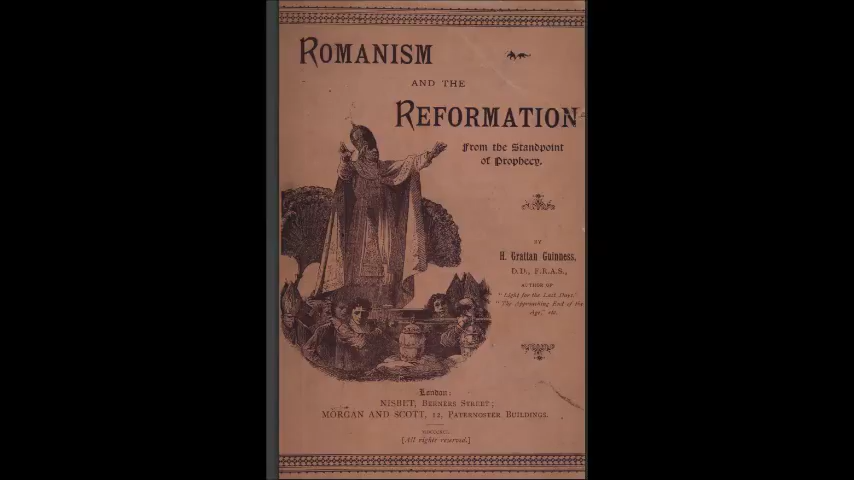 ROMANISM
AND THE
REFORMATION
From the Standpoint
of Prophecy.
BY
H. Grattan Guinness,
D.D., F.R.A.S.,
AUTHOR OF
"Light for the Last Days,"
"The Approaching End of the
Age," etc.
London:
NISBET, BERNERS STREET;
MORGAN AND SCOTT, 12, PATERNOSTER BUILDINGS.
[All rights reserved.]